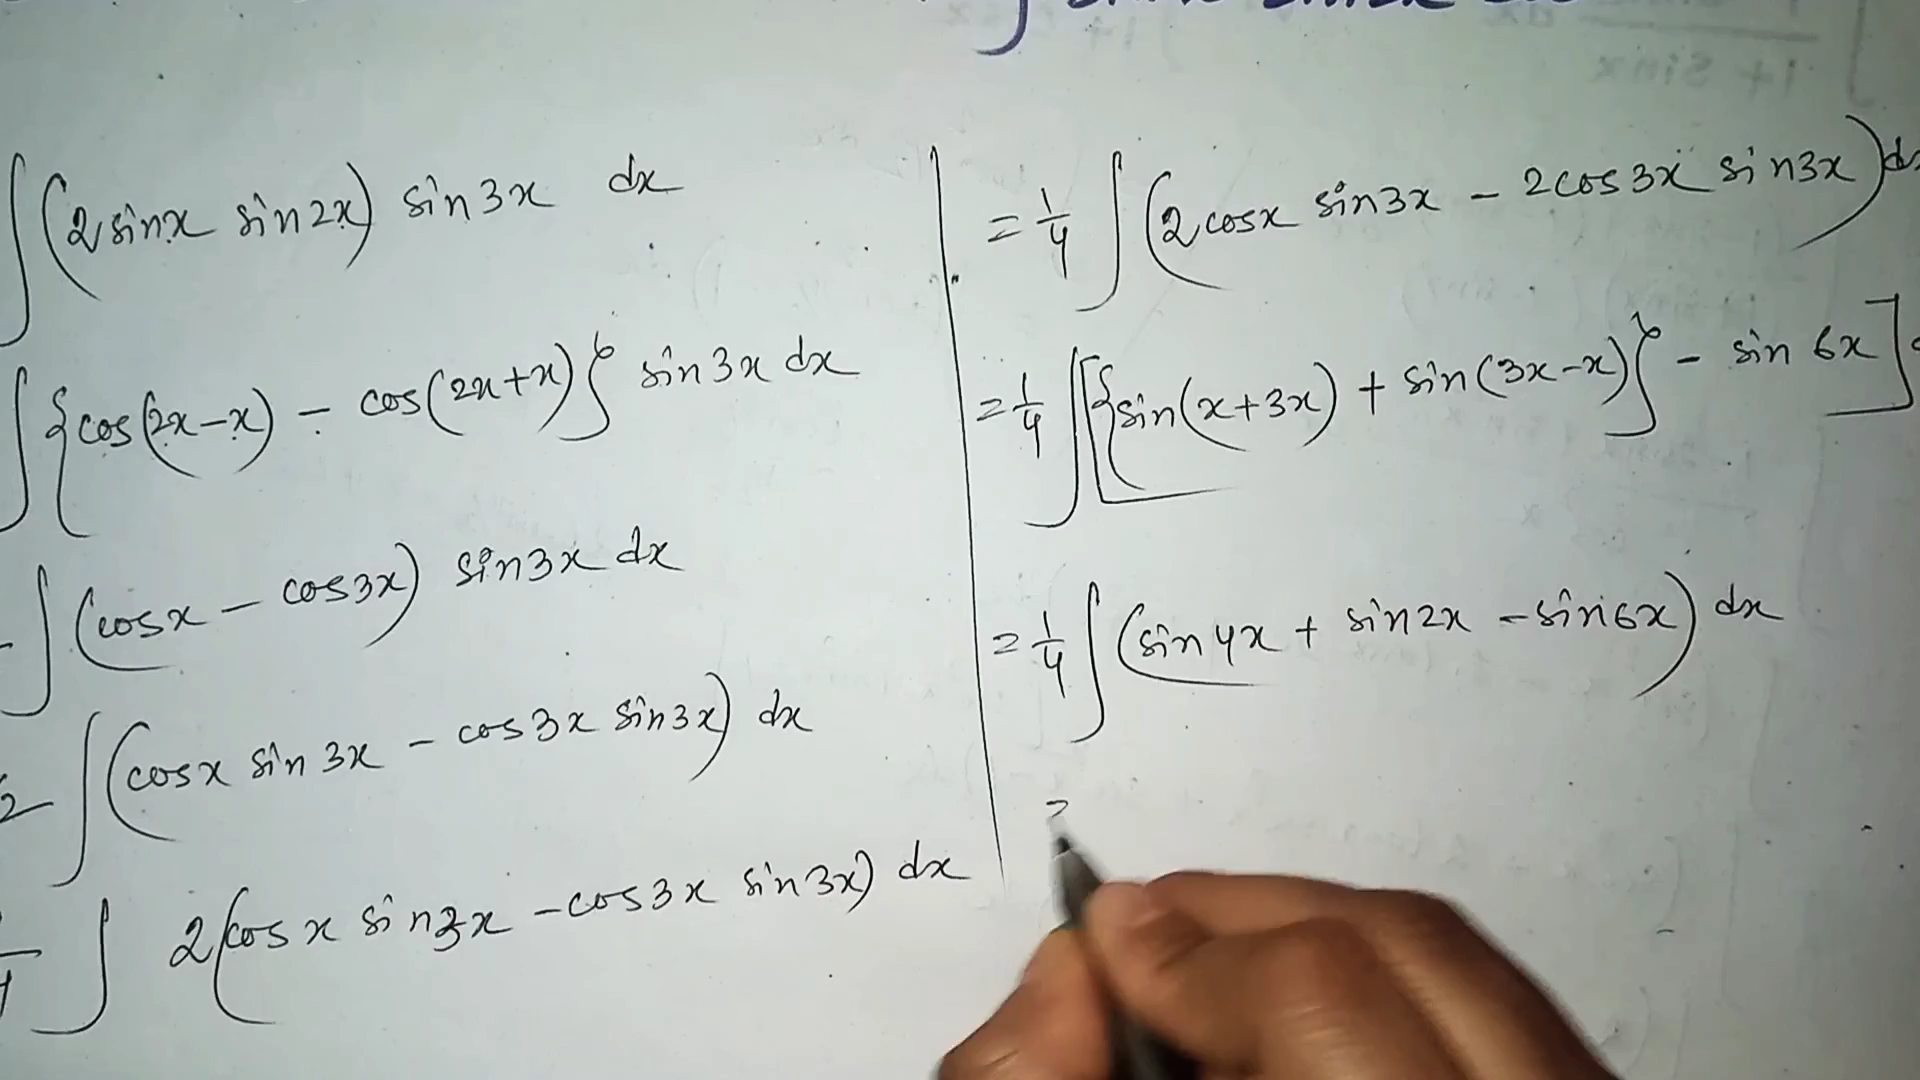 ∫ (2 sinx sin2x) sin3x dx
∫ {cos(2x-x) - cos(2x+x)} sin3x dx
∫ (cosx - cos3x) sin3x dx
∫ (cosx sin3x - cos3x sin3x) dx
∫ 2(cosx sin3x - cos3x sin3x) dx
= 1/4 ∫ (2cosx sin3x - 2cos3x sin3x) dx
= 1/4 ∫ [{sin(x+3x) + sin(3x-x)} - sin6x]
= 1/4 ∫ (sin4x + sin2x - sin6x) dx
=